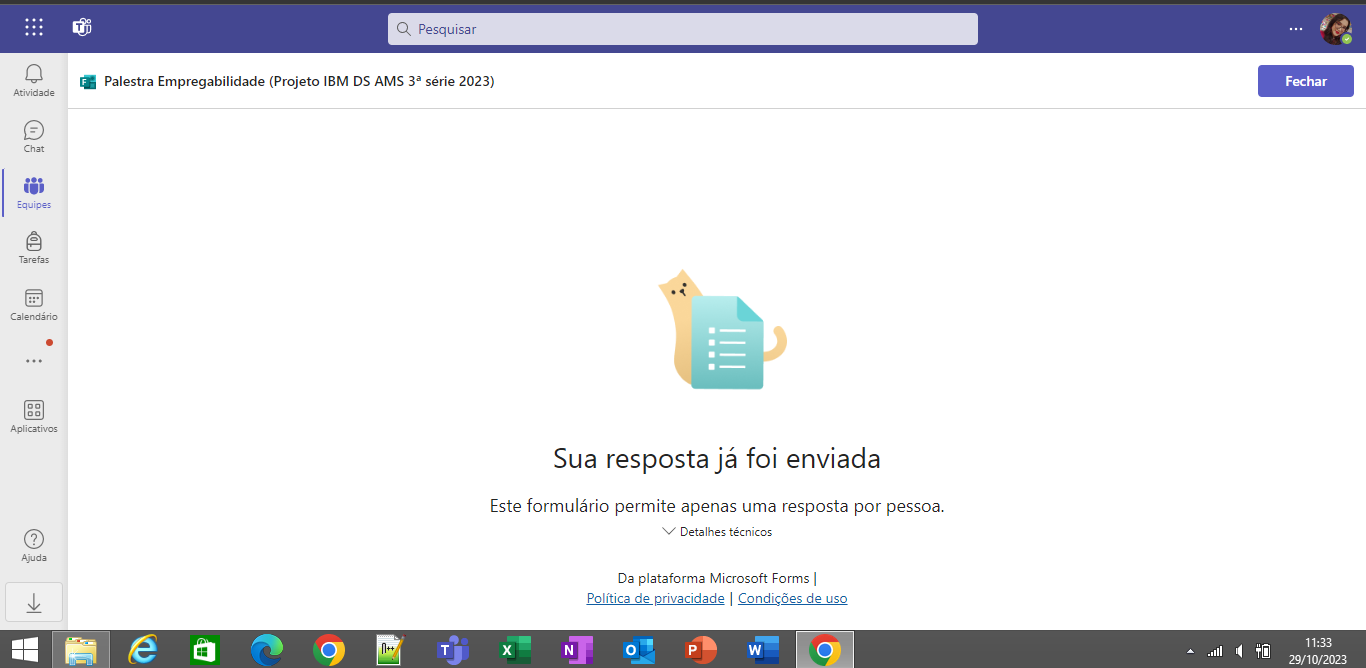 Pesquisar
Palestra Empregabilidade (Projeto IBM DS AMS 3ª série 2023)
Fechar
Atividade
Chat
Equipes
Tarefas
Calendário
Aplicativos
Ajuda
Sua resposta já foi enviada
Este formulário permite apenas uma resposta por pessoa.
Detalhes técnicos
Da plataforma Microsoft Forms |
Política de privacidade | Condições de uso
11:33
29/10/2023